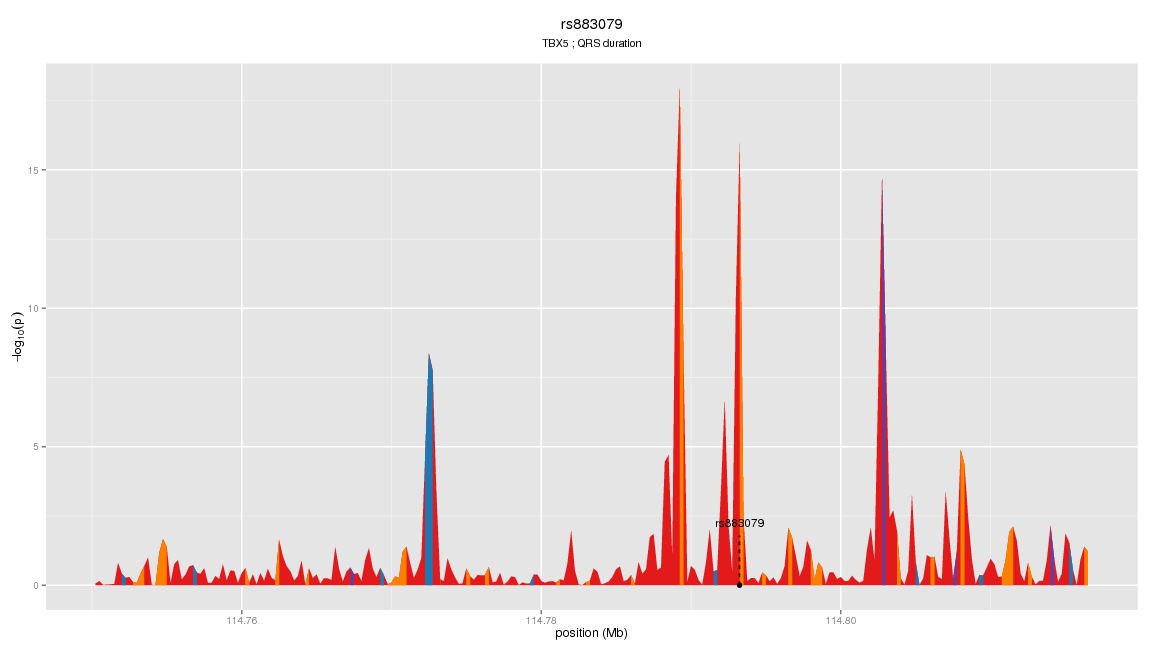 rs883079
TBX5 ; QRS duration
15
10
5
0
-log10(p)
rs883079
114.76
114.78
114.80
position (Mb)